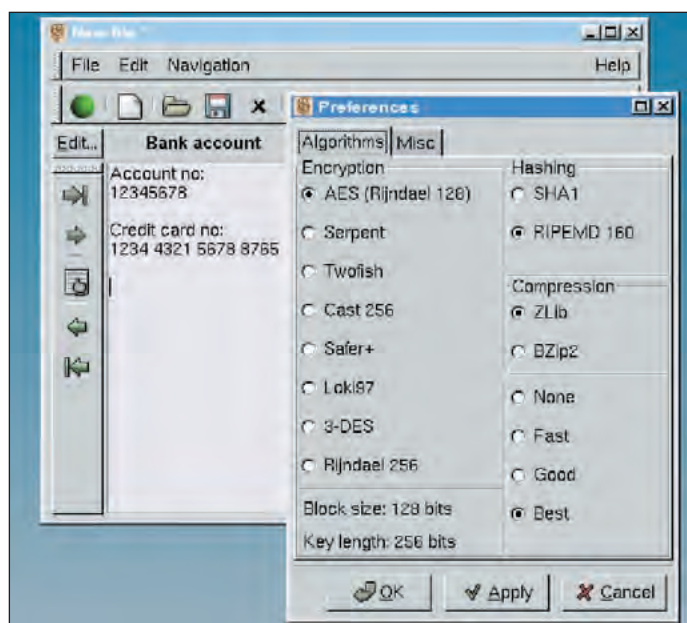 New file *
File Edit Navigation Help
Edit...
Bank account
Account no:
12345678
Credit card no:
1234 4321 5678 8765
Preferences
Algorithms Misc
Encryption
AES (Rijndael 128)
Serpent
Twofish
Cast 256
Safer+
Loki97
3-DES
Rijndael 256
Block size: 128 bits
Key length: 256 bits
Hashing
SHA1
RIPEMD 160
Compression
ZLib
BZip2
None
Fast
Good
Best
OK Apply Cancel